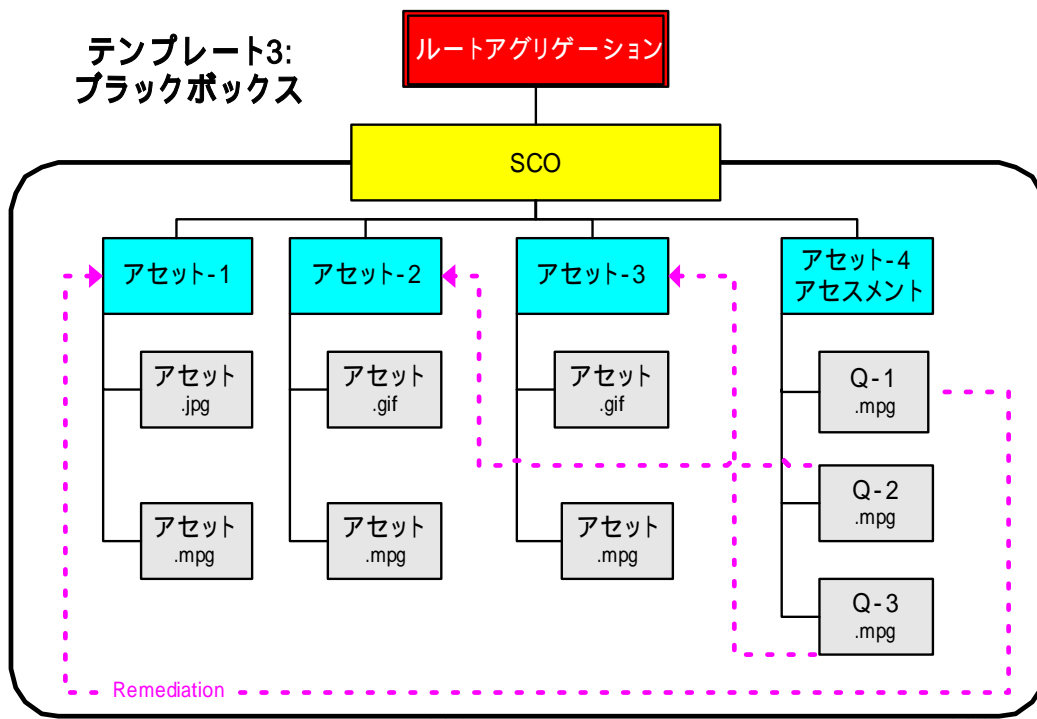 テンプレート3:
ブラックボックス
ルートアグリゲーション
SCO
アセット-1
アセット-2
アセット-3
アセット-4
アセスメント
アセット
.jpg
アセット
.gif
アセット
.gif
Q-1
.mpg
アセット
.mpg
アセット
.mpg
アセット
.mpg
Q-2
.mpg
Q-3
.mpg
Remediation